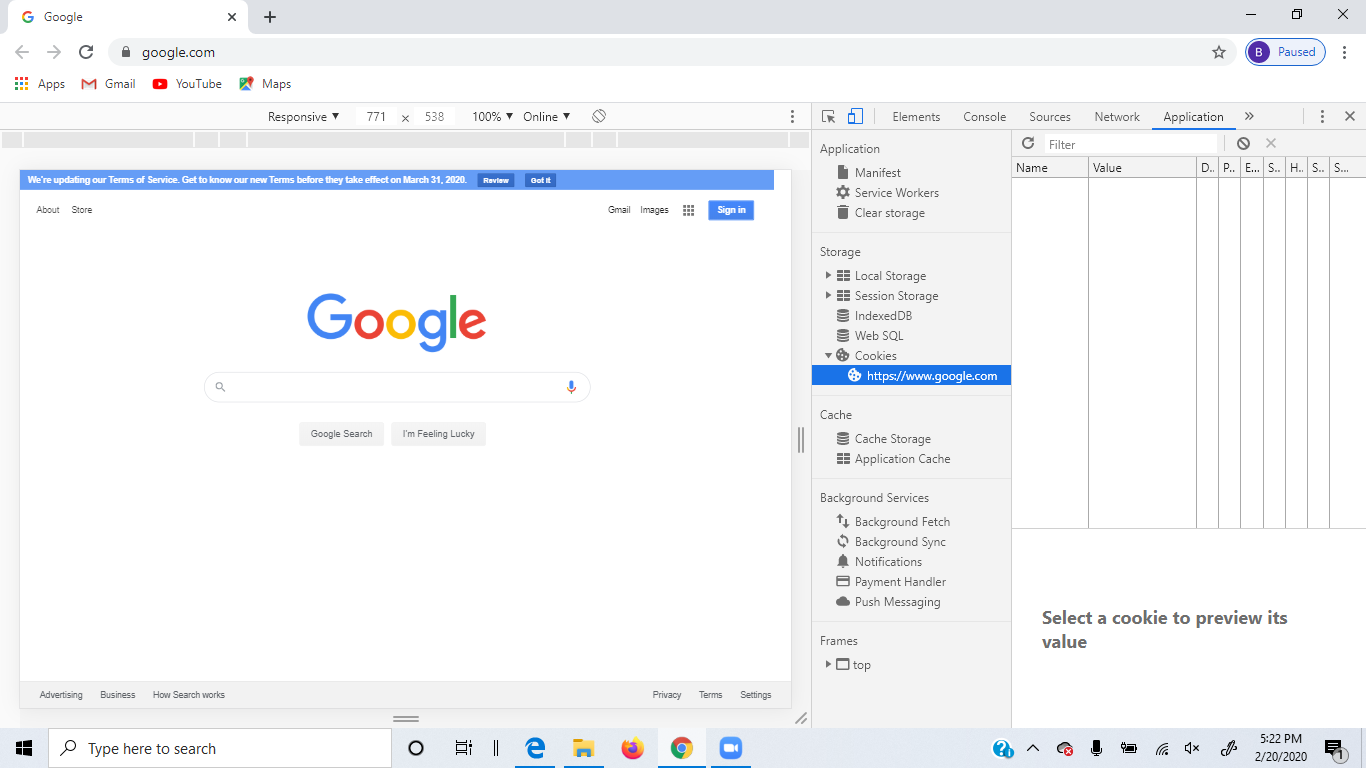 Google
google.com
B Paused
Apps Gmail YouTube Maps
Responsive 771 x 538 100% Online
Elements Console Sources Network Application
We're updating our Terms of Service. Get to know our new Terms before they take effect on March 31, 2020. Review Got it
About Store Gmail Images Sign in
Google
Google Search I'm Feeling Lucky
Advertising Business How Search works Privacy Terms Settings
Application
Manifest
Service Workers
Clear storage
Storage
Local Storage
Session Storage
IndexedDB
Web SQL
Cookies
https://www.google.com
Cache
Cache Storage
Application Cache
Background Services
Background Fetch
Background Sync
Notifications
Payment Handler
Push Messaging
Frames
top
Filter
Name Value D.. P.. E... S.. H.. S.. S...
Select a cookie to preview its
value
Type here to search
5:22 PM
2/20/2020
1